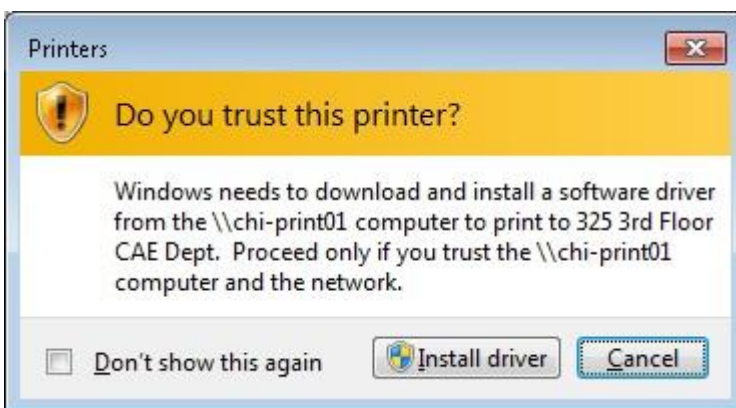 Printers
Do you trust this printer?
Windows needs to download and install a software driver
from the \\chi-print01 computer to print to 325 3rd Floor
CAE Dept.  Proceed only if you trust the \\chi-print01
computer and the network.
Don't show this again
Install driver
Cancel